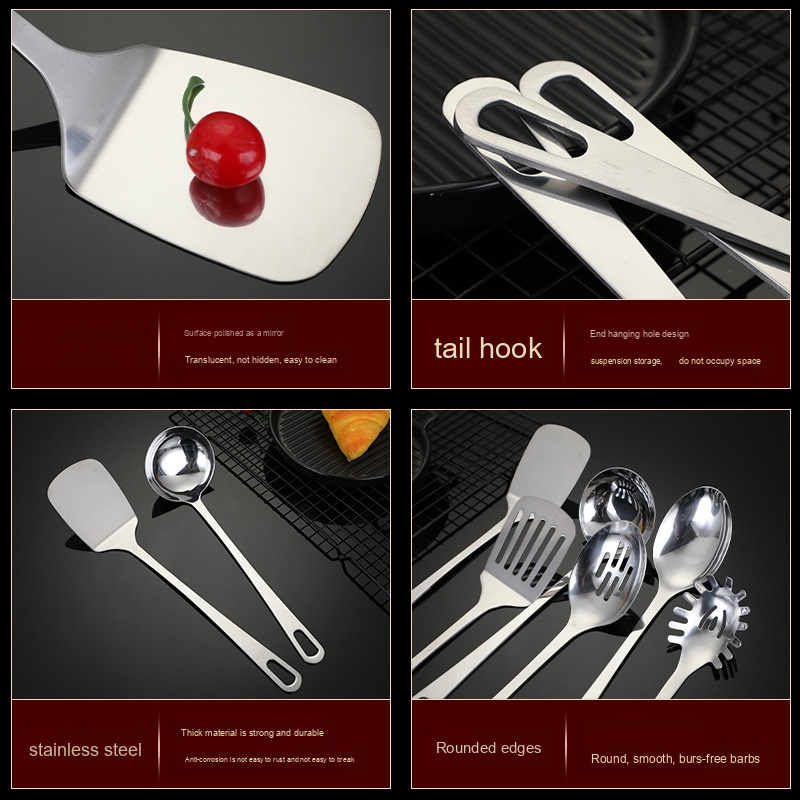 Surface polished as a mirror
Translucent, not hidden, easy to clean
tail hook
End hanging hole design
suspension storage, do not occupy space
stainless steel
Thick material is strong and durable
Anti-corrosion is not easy to rust and not easy to break
Rounded edges
Round, smooth, burs-free barbs